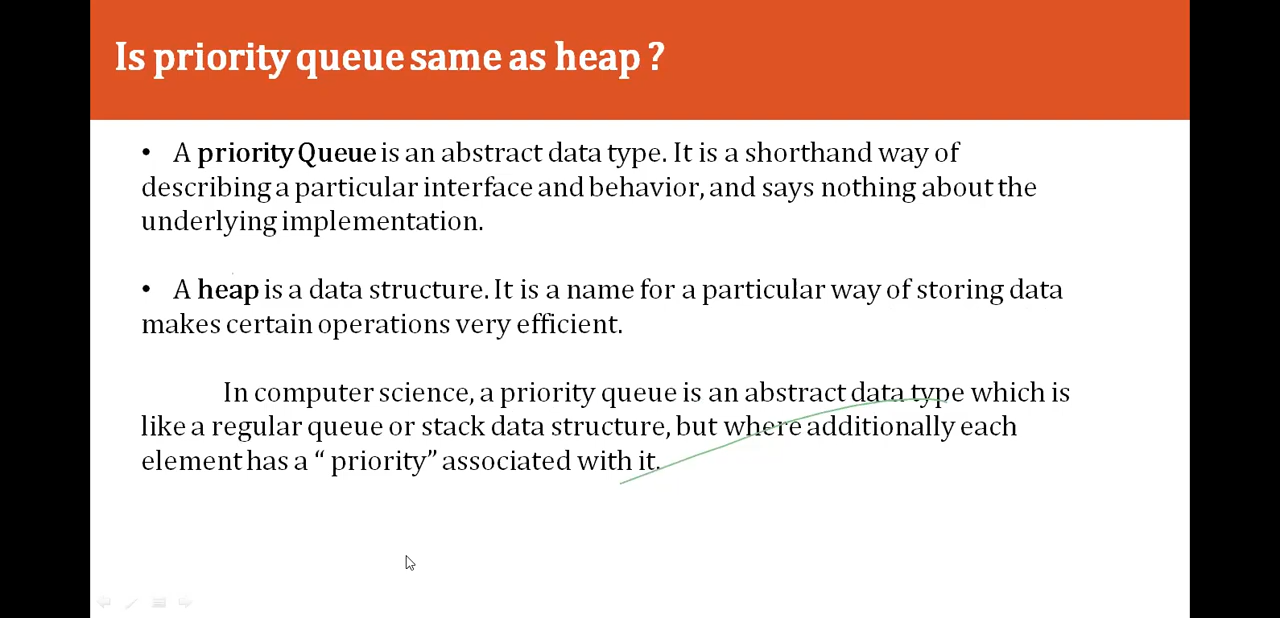 Is priority queue same as heap ?
• A priority Queue is an abstract data type. It is a shorthand way of
describing a particular interface and behavior, and says nothing about the
underlying implementation.
• A heap is a data structure. It is a name for a particular way of storing data
makes certain operations very efficient.
In computer science, a priority queue is an abstract data type which is
like a regular queue or stack data structure, but where additionally each
element has a “ priority” associated with it.